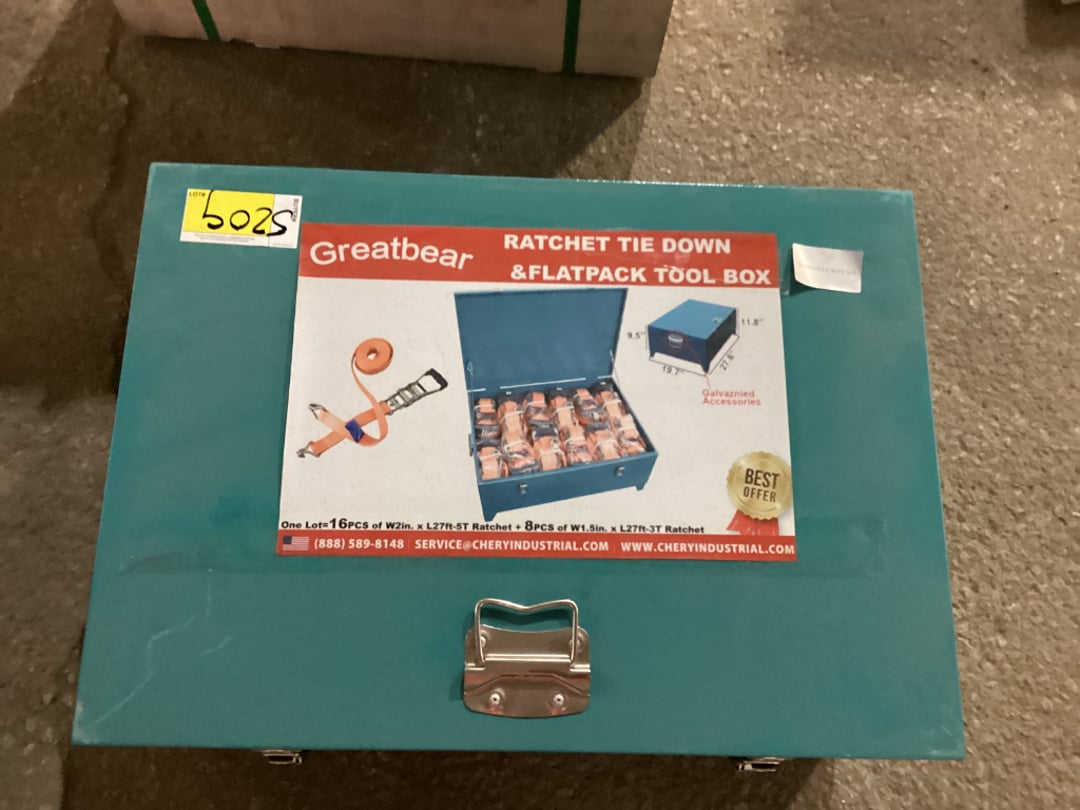 LOT#
6025
Greatbear
RATCHET TIE DOWN
&FLATPACK TOOL BOX
9.5"
11.8"
19.7"
27.6"
Galvaznied
Accessories
BEST
OFFER
One Lot=16PCS of W2in. x L27ft-5T Ratchet + 8PCS of W1.5in. x L27ft-3T Ratchet
(888) 589-8148 SERVICE@CHERYINDUSTRIAL.COM WWW.CHERYINDUSTRIAL.COM